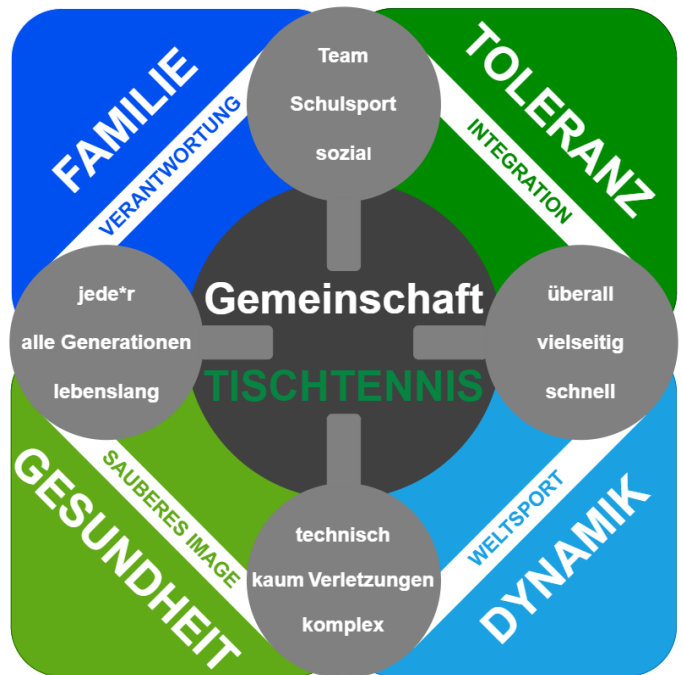 FAMILIE
VERANTWORTUNG
Team
Schulsport
sozial
TOLERANZ
INTEGRATION
jede*r
alle Generationen
lebenslang
Gemeinschaft
TISCHTENNIS
überall
vielseitig
schnell
GESUNDHEIT
SAUBERES IMAGE
technisch
kaum Verletzungen
komplex
WELTSPORT
DYNAMIK